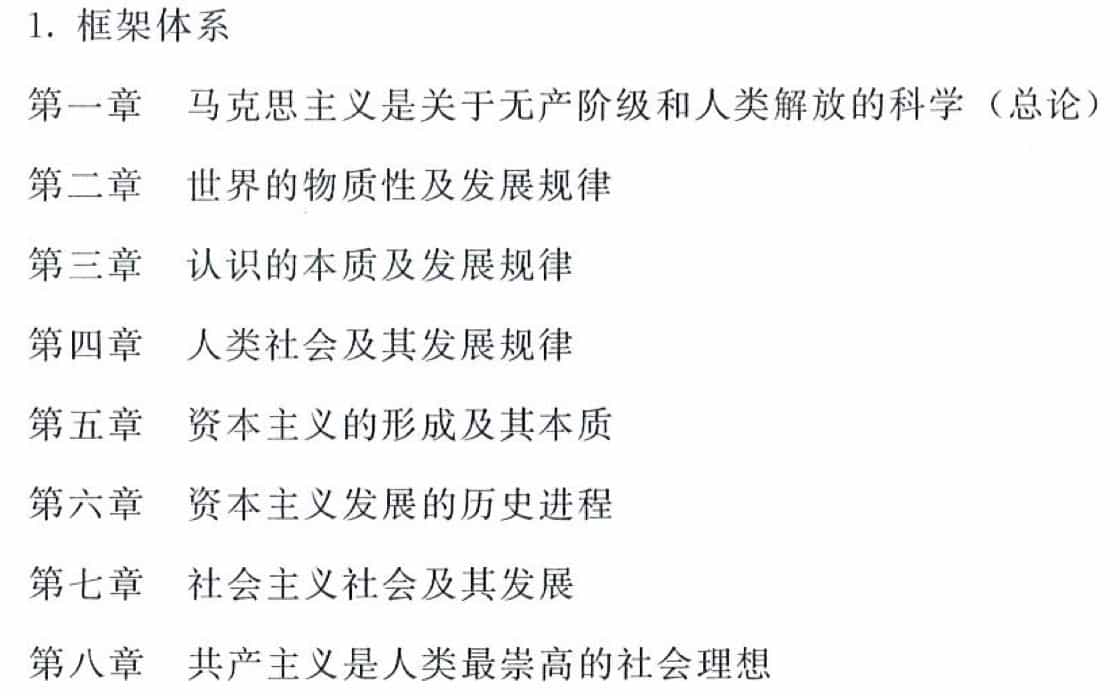 1. 框架体系
第一章 马克思主义是关于无产阶级和人类解放的科学（总论）
第二章 世界的物质性及发展规律
第三章 认识的本质及发展规律
第四章 人类社会及其发展规律
第五章 资本主义的形成及其本质
第六章 资本主义发展的历史进程
第七章 社会主义社会及其发展
第八章 共产主义是人类最崇高的社会理想